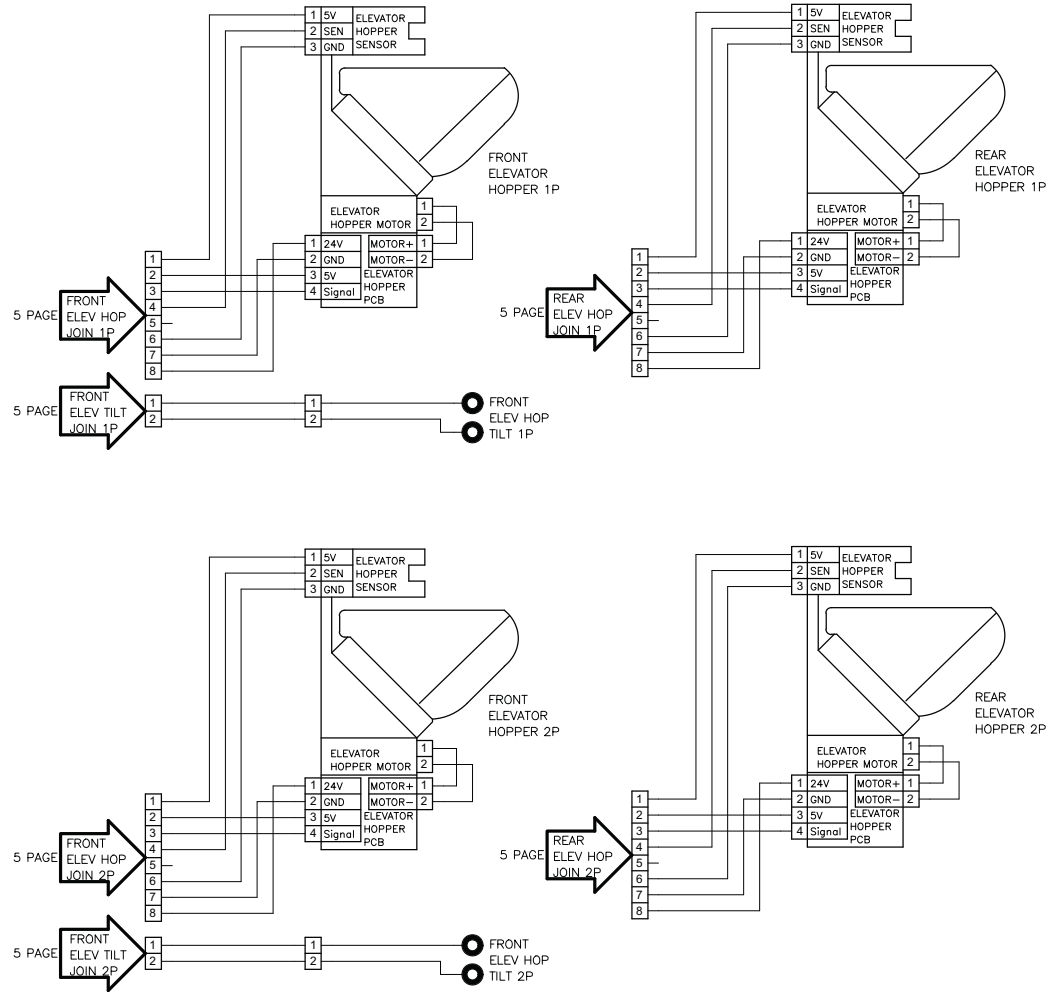 1 5V ELEVATOR
2 SEN HOPPER
3 GND SENSOR
FRONT
ELEVATOR
HOPPER 1P
ELEVATOR 1
HOPPER MOTOR 2
1 24V MOTOR+ 1
2 GND MOTOR- 2
3 5V ELEVATOR
4 Signal HOPPER
PCB
1
2
3
4
5
6
7
8
5 PAGE
FRONT
ELEV HOP
JOIN 1P
5 PAGE
FRONT
ELEV TILT
JOIN 1P
1 1 FRONT
2 2 ELEV HOP
TILT 1P
1 5V ELEVATOR
2 SEN HOPPER
3 GND SENSOR
REAR
ELEVATOR
HOPPER 1P
ELEVATOR 1
HOPPER MOTOR 2
1 24V MOTOR+ 1
2 GND MOTOR- 2
3 5V ELEVATOR
4 Signal HOPPER
PCB
1
2
3
4
5
6
7
8
5 PAGE
REAR
ELEV HOP
JOIN 1P
1 5V ELEVATOR
2 SEN HOPPER
3 GND SENSOR
FRONT
ELEVATOR
HOPPER 2P
ELEVATOR 1
HOPPER MOTOR 2
1 24V MOTOR+ 1
2 GND MOTOR- 2
3 5V ELEVATOR
4 Signal HOPPER
PCB
1
2
3
4
5
6
7
8
5 PAGE
FRONT
ELEV HOP
JOIN 2P
5 PAGE
FRONT
ELEV TILT
JOIN 2P
1 1 FRONT
2 2 ELEV HOP
TILT 2P
1 5V ELEVATOR
2 SEN HOPPER
3 GND SENSOR
REAR
ELEVATOR
HOPPER 2P
ELEVATOR 1
HOPPER MOTOR 2
1 24V MOTOR+ 1
2 GND MOTOR- 2
3 5V ELEVATOR
4 Signal HOPPER
PCB
1
2
3
4
5
6
7
8
5 PAGE
REAR
ELEV HOP
JOIN 2P